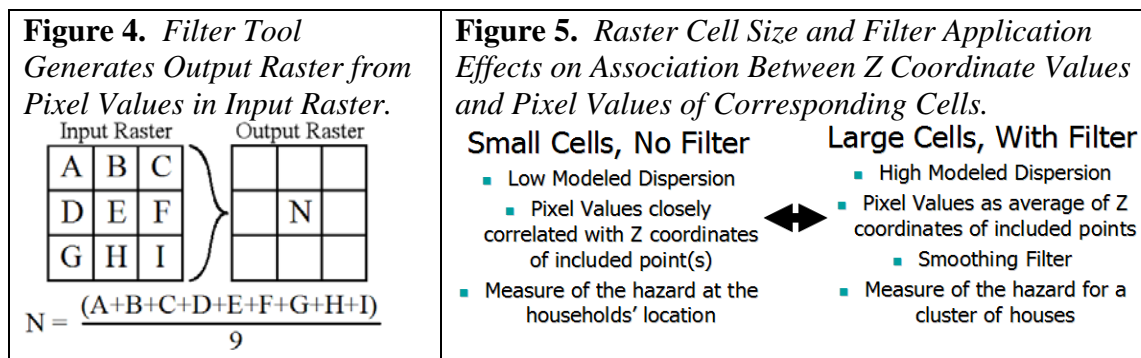 Figure 4. Filter Tool
Generates Output Raster from
Pixel Values in Input Raster.
Input Raster Output Raster
A B C
D E F
G H I
N
N = (A+B+C+D+E+F+G+H+I)
9
Figure 5. Raster Cell Size and Filter Application
Effects on Association Between Z Coordinate Values
and Pixel Values of Corresponding Cells.
Small Cells, No Filter
▪ Low Modeled Dispersion
▪ Pixel Values closely
correlated with Z coordinates
of included point(s)
▪ Measure of the hazard at the
households' location
Large Cells, With Filter
▪ High Modeled Dispersion
▪ Pixel Values as average of Z
coordinates of included points
▪ Smoothing Filter
▪ Measure of the hazard for a
cluster of houses